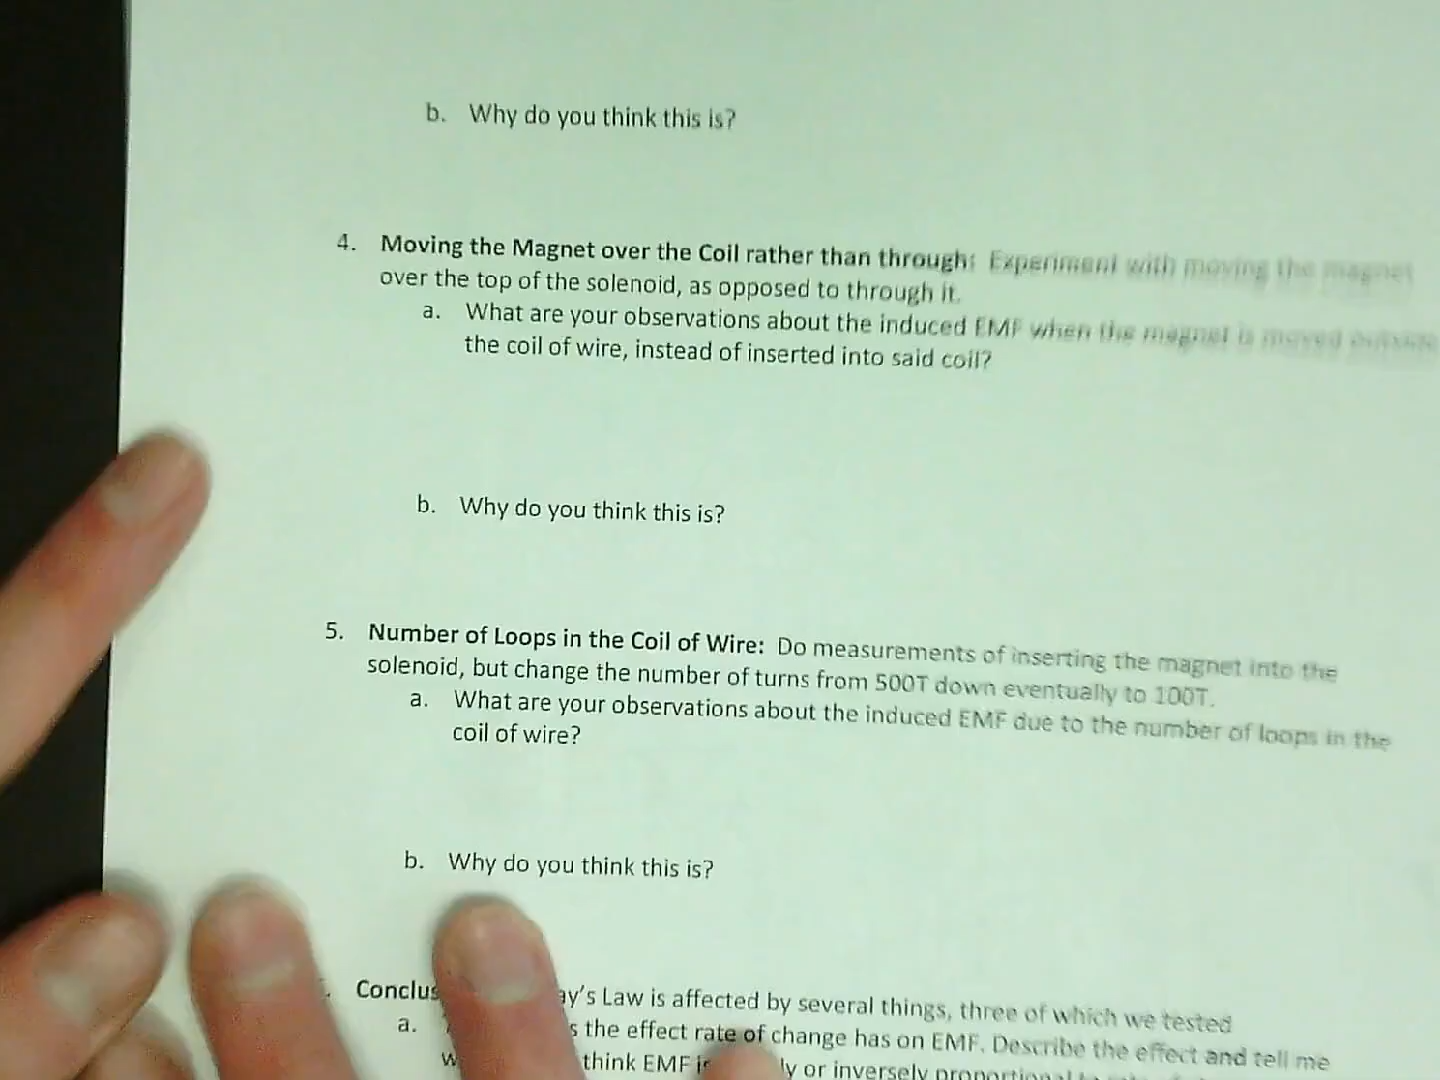 b. Why do you think this is?
4. Moving the Magnet over the Coil rather than through: Experiment with moving the magnet
over the top of the solenoid, as opposed to through it.
a. What are your observations about the induced EMF when the magnet is moved outside
the coil of wire, instead of inserted into said coil?
b. Why do you think this is?
5. Number of Loops in the Coil of Wire: Do measurements of inserting the magnet into the
solenoid, but change the number of turns from 500T down eventually to 100T.
a. What are your observations about the induced EMF due to the number of loops in the
coil of wire?
b. Why do you think this is?
Law is affected by several things, three of which we tested
a. the effect rate of change has on EMF. Describe the effect and tell me
think EMF or inversely